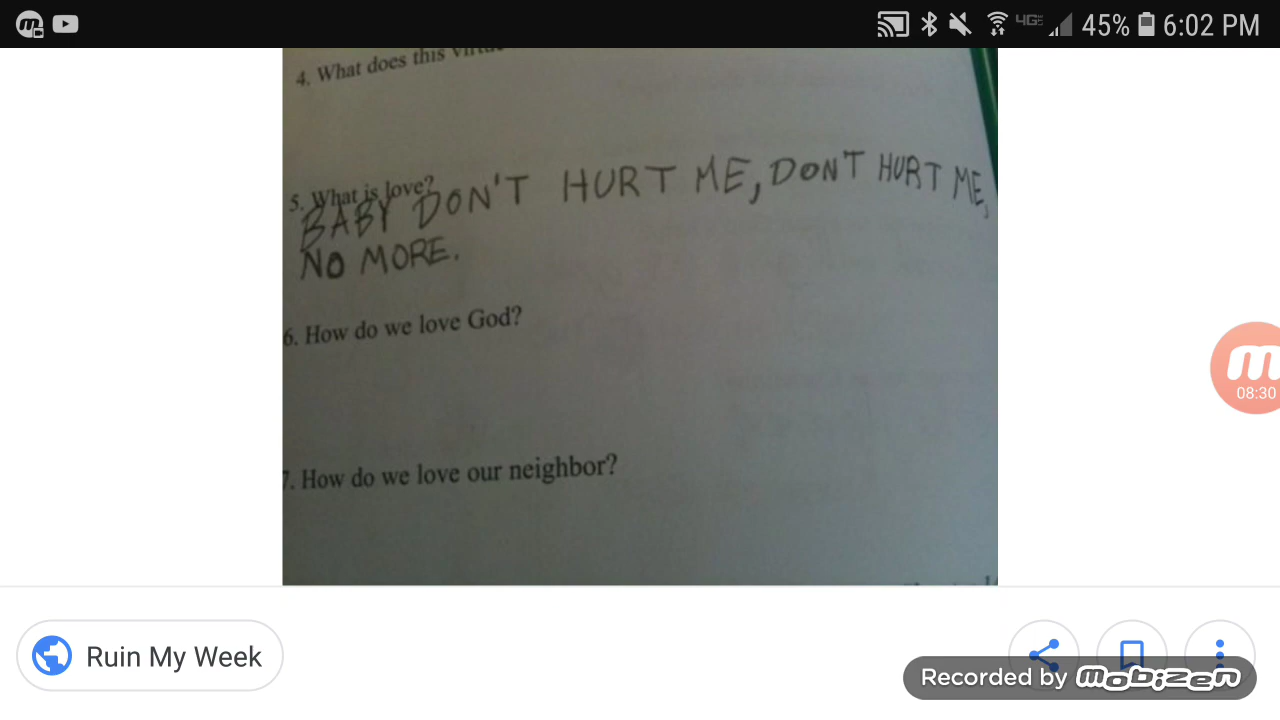 4G 45% 6:02 PM
4. What does this
5. What is love?
BABY DON'T HURT ME, DON'T HURT ME,
NO MORE.
6. How do we love God?
7. How do we love our neighbor?
08:30
Ruin My Week
Recorded by mobizen